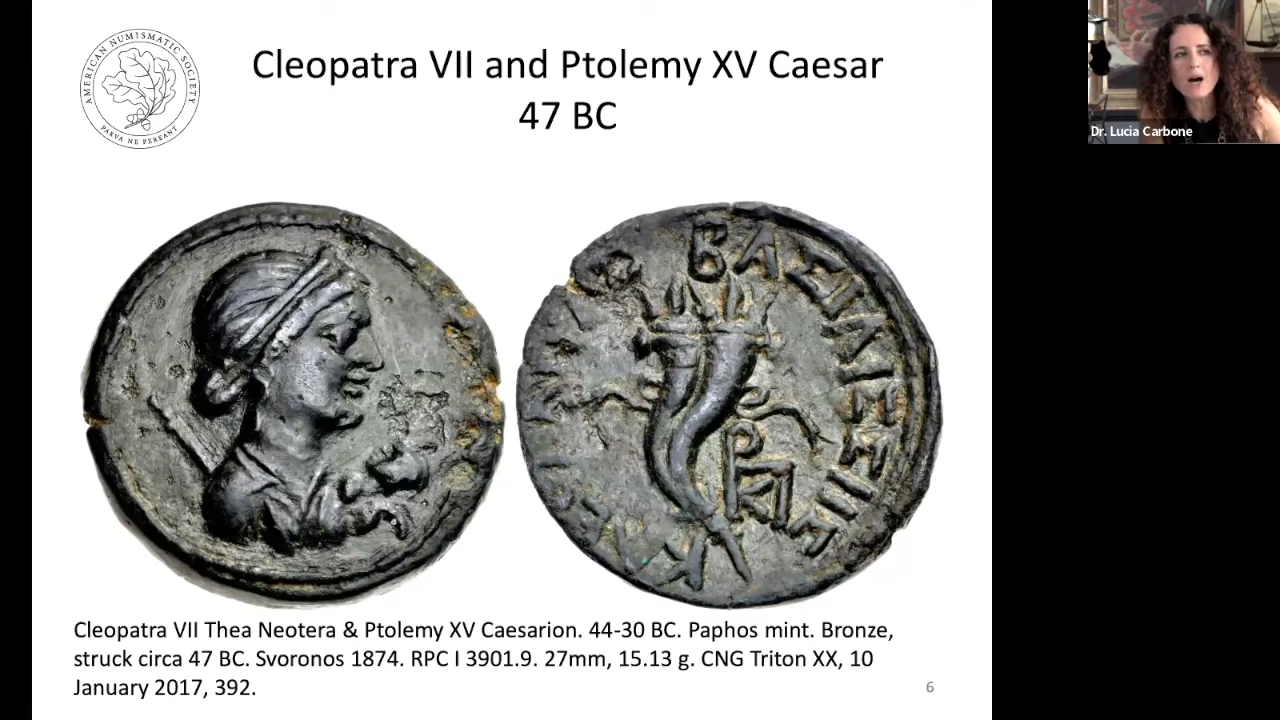 AMERICAN NUMISMATIC SOCIETY
PARVA NE PEREANT
Cleopatra VII and Ptolemy XV Caesar
47 BC
Dr. Lucia Carbone
ΒΑΣΙΛΙΣΣΗΣ
Cleopatra VII Thea Neotera & Ptolemy XV Caesarion. 44-30 BC. Paphos mint. Bronze,
struck circa 47 BC. Svoronos 1874. RPC I 3901.9. 27mm, 15.13 g. CNG Triton XX, 10
January 2017, 392.
6